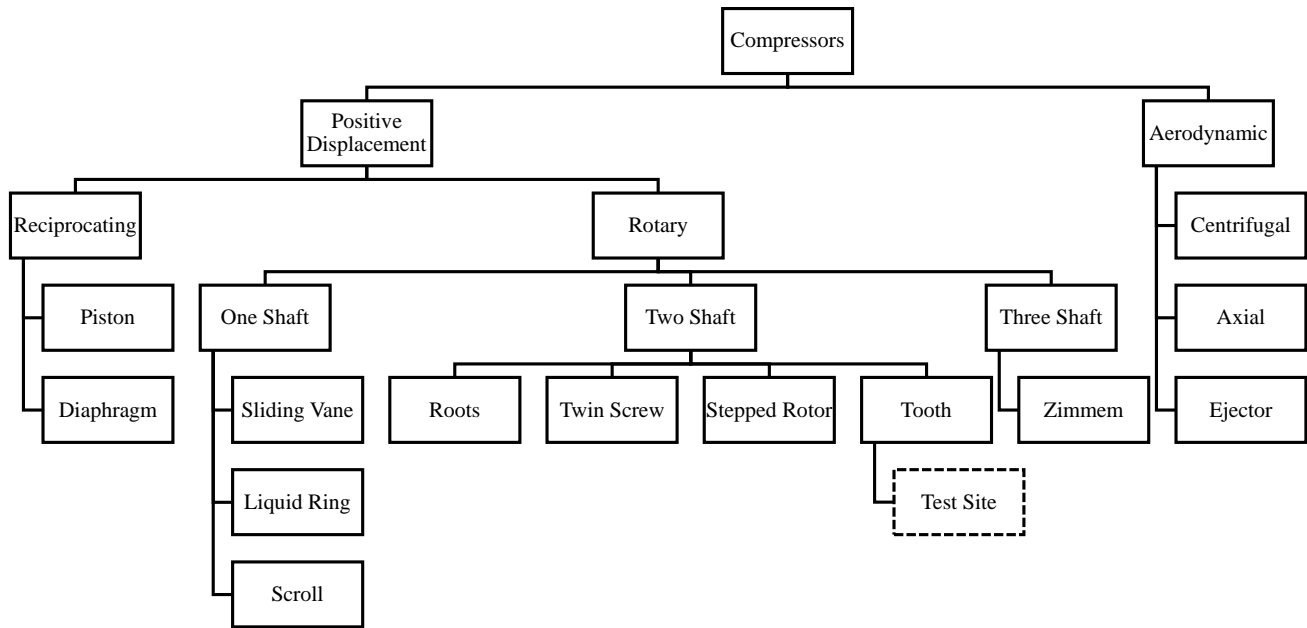 Compressors
Positive
Displacement
Aerodynamic
Reciprocating
Rotary
Centrifugal
Piston
One Shaft
Two Shaft
Three Shaft
Axial
Diaphragm
Sliding Vane
Roots
Twin Screw
Stepped Rotor
Tooth
Zimmem
Ejector
Liquid Ring
Test Site
Scroll